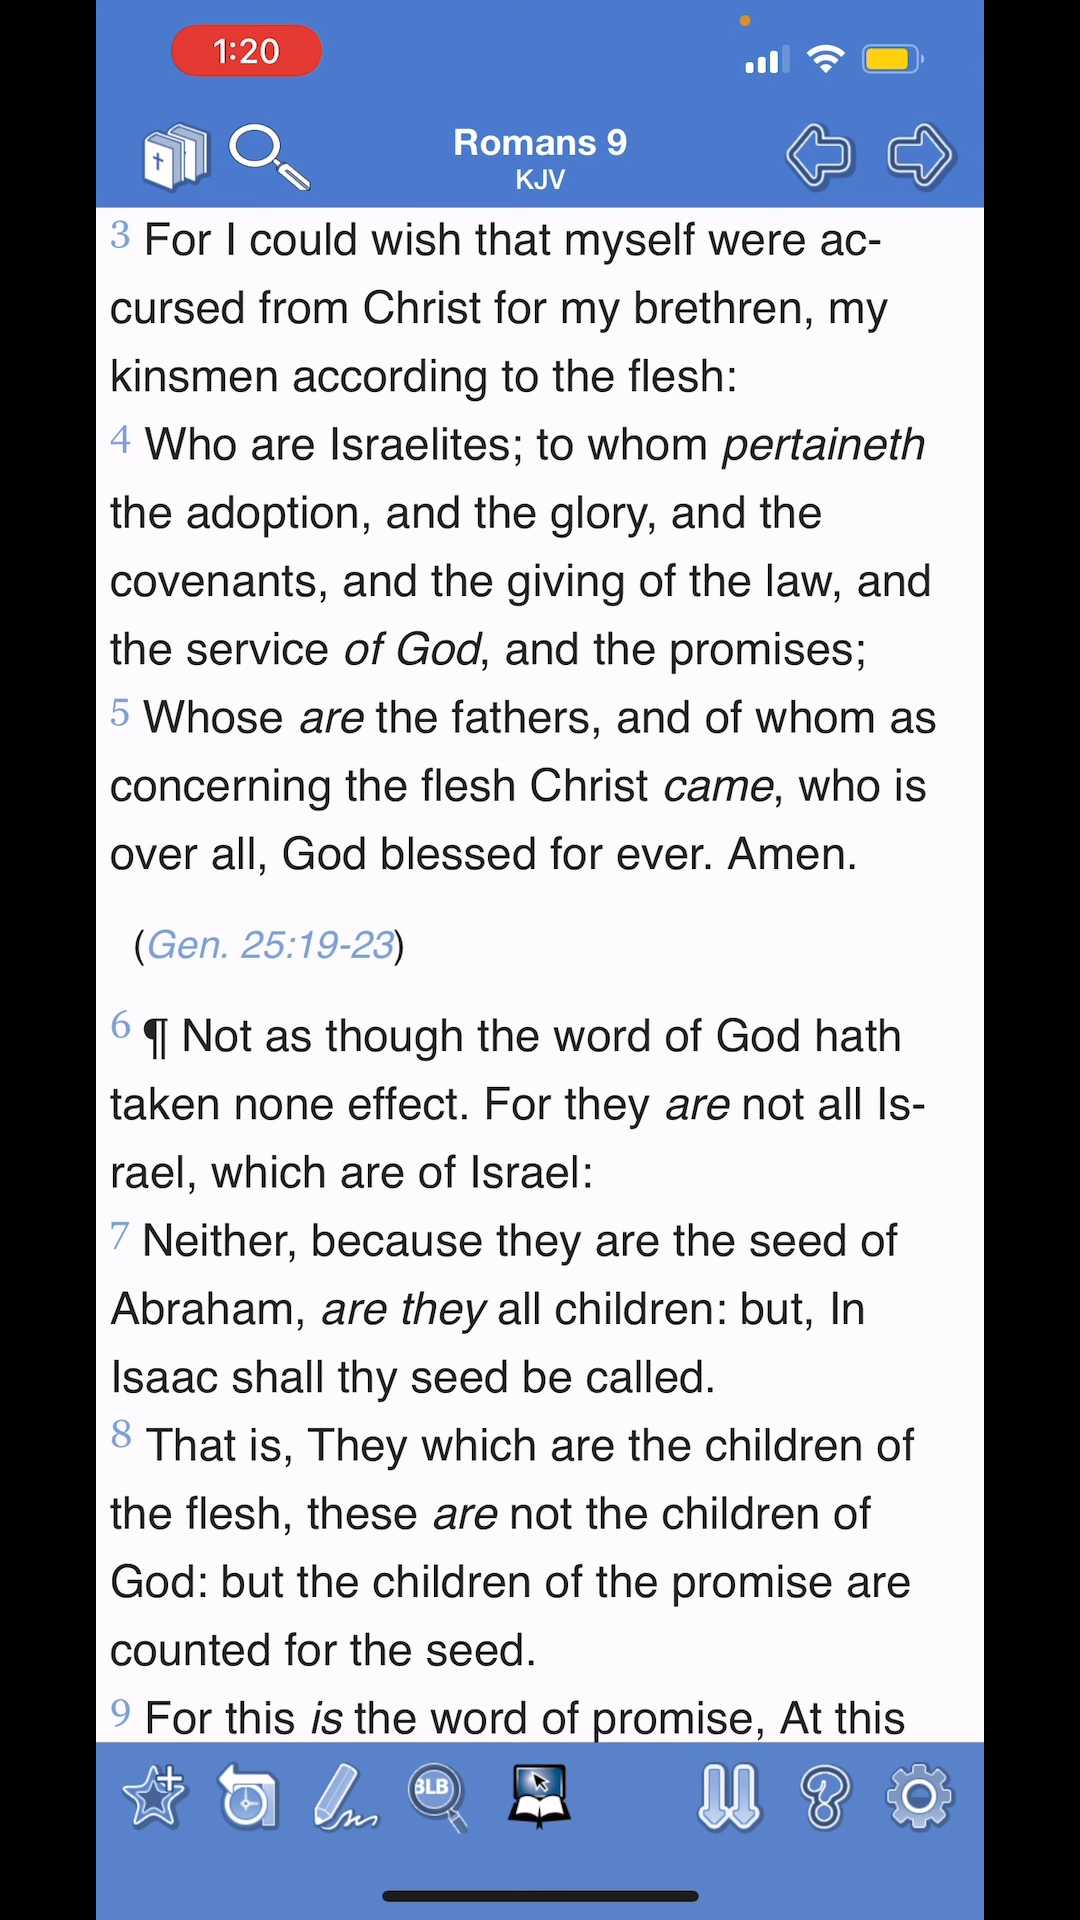 1:20
Romans 9
KJV
3 For I could wish that myself were ac-
cursed from Christ for my brethren, my
kinsmen according to the flesh:
4 Who are Israelites; to whom pertaineth
the adoption, and the glory, and the
covenants, and the giving of the law, and
the service of God, and the promises;
5 Whose are the fathers, and of whom as
concerning the flesh Christ came, who is
over all, God blessed for ever. Amen.
(Gen. 25:19-23)
6 ¶ Not as though the word of God hath
taken none effect. For they are not all Is-
rael, which are of Israel:
7 Neither, because they are the seed of
Abraham, are they all children: but, In
Isaac shall thy seed be called.
8 That is, They which are the children of
the flesh, these are not the children of
God: but the children of the promise are
counted for the seed.
9 For this is the word of promise, At this
BLB